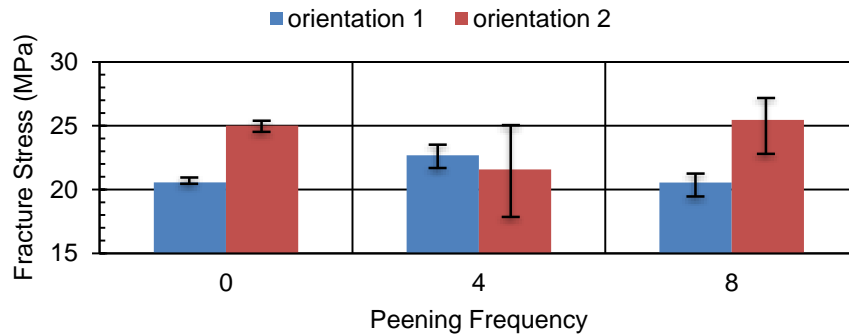 orientation 1 orientation 2
30
25
20
15
Fracture Stress (MPa)
0 4 8
Peening Frequency